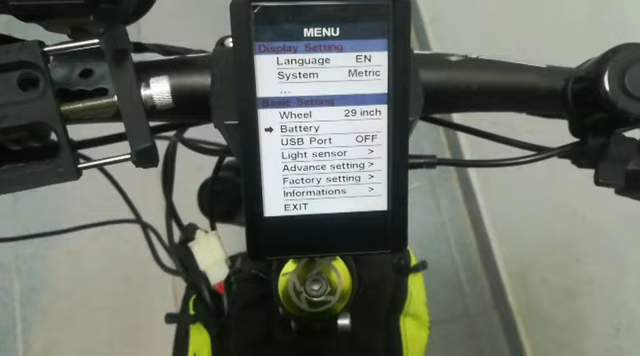 MENU
Display Setting
Language EN
System Metric
...
Basic Setting
Wheel 29 inch
Battery
USB Port OFF
Light sensor >
Advance setting >
Factory setting >
Informations >
EXIT